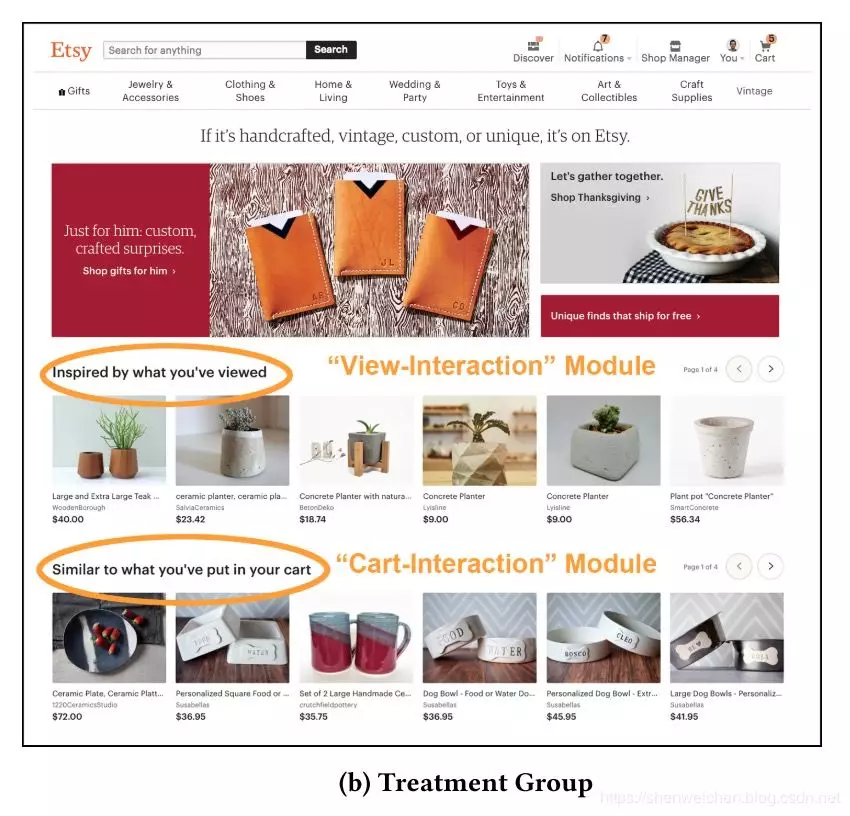 Etsy
Search for anything
Search
7
5
Discover
Notifications
Shop Manager
You
Cart
Gifts
Jewelry &
Accessories
Clothing &
Shoes
Home &
Living
Wedding &
Party
Toys &
Entertainment
Art &
Collectibles
Craft
Supplies
Vintage
If it's handcrafted, vintage, custom, or unique, it's on Etsy.
Just for him: custom,
crafted surprises.
Shop gifts for him ›
JL
CO
Let's gather together.
Shop Thanksgiving ›
GIVE
THANKS
Unique finds that ship for free ›
Inspired by what you've viewed
“View-Interaction” Module
Page 1 of 4
Large and Extra Large Teak ...
WoodenBorough
$40.00
ceramic planter, ceramic pla...
SalviaCeramics
$23.42
Concrete Planter with natura...
BetonDeko
$18.74
Concrete Planter
Lyisline
$9.00
Concrete Planter
Lyisline
$9.00
Plant pot "Concrete Planter"
SmartConcrete
$56.34
Similar to what you've put in your cart
“Cart-Interaction” Module
Page 1 of 4
FOOD
WATER
WATER
BOSCO
CLEO
Ceramic Plate, Ceramic Platt...
1220CeramicsStudio
$72.00
Personalized Square Food or ...
Susabellas
$36.95
Set of 2 Large Handmade Ce...
crutchfieldpottery
$35.75
Dog Bowl - Food or Water Do...
Susabellas
$36.95
Personalized Dog Bowl - Extr...
Susabellas
$45.95
Large Dog Bowls - Personaliz...
Susabellas
$41.95
(b) Treatment Group
https://shenweichen.blog.csdn.net